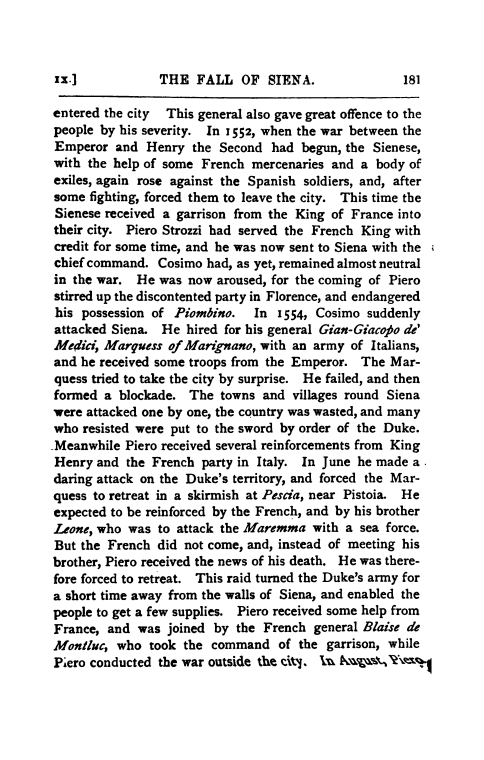 IX.] THE FALL OF SIENA. 181
entered the city This general also gave great offence to the
people by his severity. In 1552, when the war between the
Emperor and Henry the Second had begun, the Sienese,
with the help of some French mercenaries and a body of
exiles, again rose against the Spanish soldiers, and, after
some fighting, forced them to leave the city. This time the
Sienese received a garrison from the King of France into
their city. Piero Strozzi had served the French King with
credit for some time, and he was now sent to Siena with the
chief command. Cosimo had, as yet, remained almost neutral
in the war. He was now aroused, for the coming of Piero
stirred up the discontented party in Florence, and endangered
his possession of Piombino. In 1554, Cosimo suddenly
attacked Siena. He hired for his general Gian-Giacopo de'
Medici, Marquess of Marignano, with an army of Italians,
and he received some troops from the Emperor. The Mar-
quess tried to take the city by surprise. He failed, and then
formed a blockade. The towns and villages round Siena
were attacked one by one, the country was wasted, and many
who resisted were put to the sword by order of the Duke.
Meanwhile Piero received several reinforcements from King
Henry and the French party in Italy. In June he made a
daring attack on the Duke's territory, and forced the Mar-
quess to retreat in a skirmish at Pescia, near Pistoia. He
expected to be reinforced by the French, and by his brother
Leone, who was to attack the Maremma with a sea force.
But the French did not come, and, instead of meeting his
brother, Piero received the news of his death. He was there-
fore forced to retreat. This raid turned the Duke's army for
a short time away from the walls of Siena, and enabled the
people to get a few supplies. Piero received some help from
France, and was joined by the French general Blaise de
Montluc, who took the command of the garrison, while
Piero conducted the war outside the city. In August, Piero